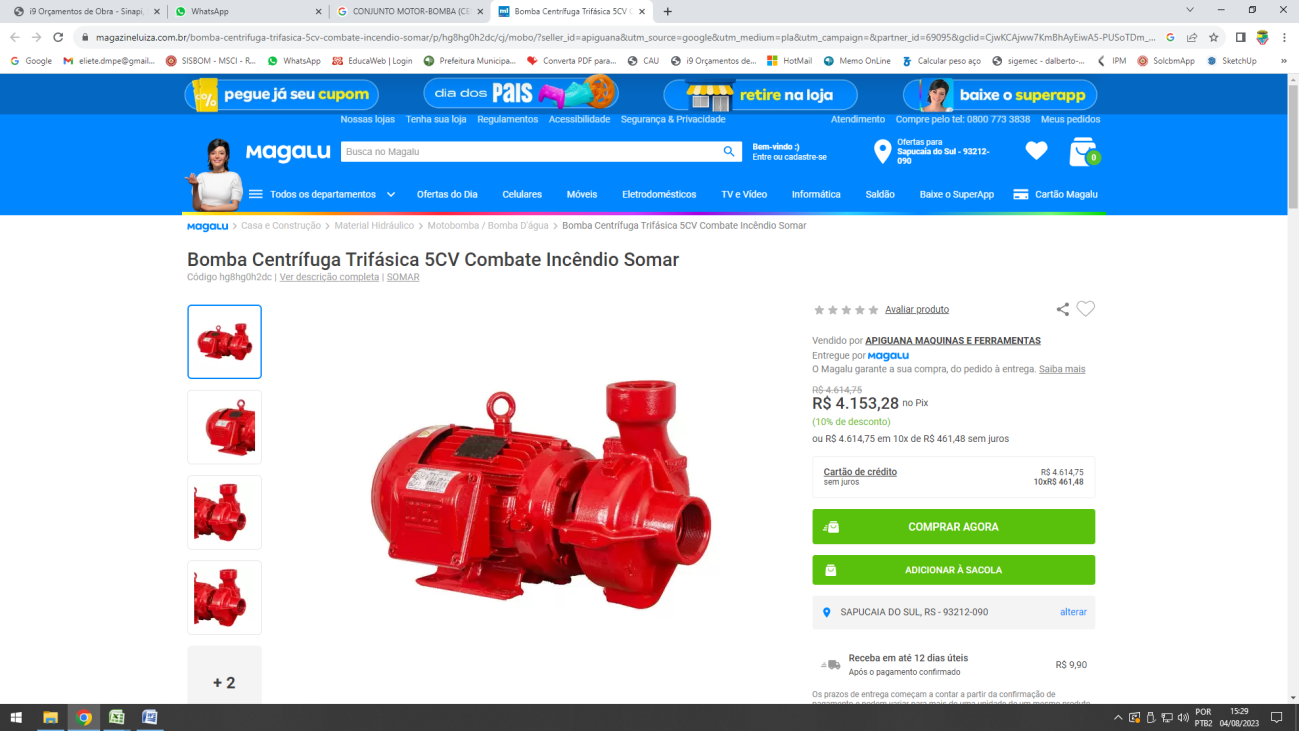 i9 Orçamentos de Obra - Sinapi,
WhatsApp
CONJUNTO MOTOR-BOMBA (CE
Bomba Centrífuga Trifásica 5CV C
magazineluiza.com.br/bomba-centrifuga-trifasica-5cv-combate-incendio-somar/p/hg8hg0h2dc/cj/mobo/?seller_id=apiguana&utm_source=google&utm_medium=pla&utm_campaign=&partner_id=69095&gclid=CjwKCAjww7KmBhAyEiwA5-PUSoTDm_...
Google
eliete.dmpe@gmail...
SISBOM - MSCI - R...
WhatsApp
EducaWeb | Login
Prefeitura Municipa...
Converta PDF para...
CAU
i9 Orçamentos de...
HotMail
Memo OnLine
Calcular peso aço
sigemec - dalberto-...
IPM
SolcbmApp
SketchUp
»
%
pegue já seu cupom
dia dos PAIS
retire na loja
baixe o superapp
Nossas lojas Tenha sua loja Regulamentos Acessibilidade Segurança & Privacidade
Atendimento Compre pelo tel: 0800 773 3838 Meus pedidos
Magalu
Busca no Magalu
Bem-vindo :)
Entre ou cadastre-se
Ofertas para
Sapucaia do Sul - 93212-
090
0
Todos os departamentos
Ofertas do Dia
Celulares
Móveis
Eletrodomésticos
TV e Vídeo
Informática
Saldão
Baixe o SuperApp
Cartão Magalu
MAGALU > Casa e Construção > Material Hidráulico > Motobomba / Bomba D'água > Bomba Centrífuga Trifásica 5CV Combate Incêndio Somar
Bomba Centrífuga Trifásica 5CV Combate Incêndio Somar
Código hg8hg0h2dc | Ver descrição completa | SOMAR
Avaliar produto
Vendido por APIGUANA MAQUINAS E FERRAMENTAS
Entregue por MAGALU
O Magalu garante a sua compra, do pedido à entrega. Saiba mais
R$ 4.614,75
R$ 4.153,28 no Pix
(10% de desconto)
ou R$ 4.614,75 em 10x de R$ 461,48 sem juros
Cartão de crédito
sem juros
R$ 4.614,75
10xR$ 461,48
COMPRAR AGORA
ADICIONAR À SACOLA
SAPUCAIA DO SUL, RS - 93212-090
alterar
Receba em até 12 dias úteis
Após o pagamento confirmado
R$ 9,90
Os prazos de entrega começam a contar a partir da confirmação de
pagamento e podem variar para mais de uma unidade de um mesmo produto
+ 2
POR
PTB2
15:29
04/08/2023